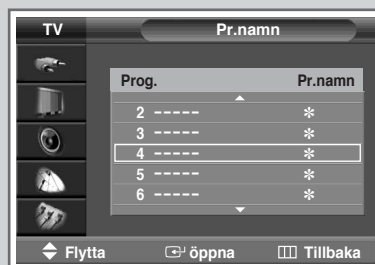 TV Pr.namn
Prog. Pr.namn
2 ----- ✼
3 ----- ✼
4 ----- ✼
5 ----- ✼
6 ----- ✼
Flytta öppna Tillbaka